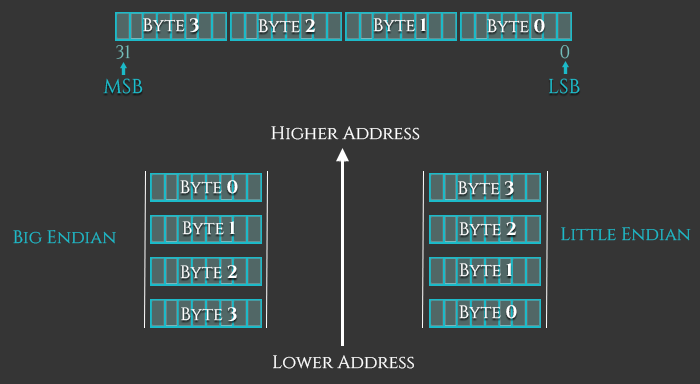 Byte 3 Byte 2 Byte 1 Byte 0
31 0
MSB LSB
Higher Address
Big Endian
Byte 0
Byte 1
Byte 2
Byte 3
Byte 3
Byte 2
Byte 1
Byte 0
Little Endian
Lower Address